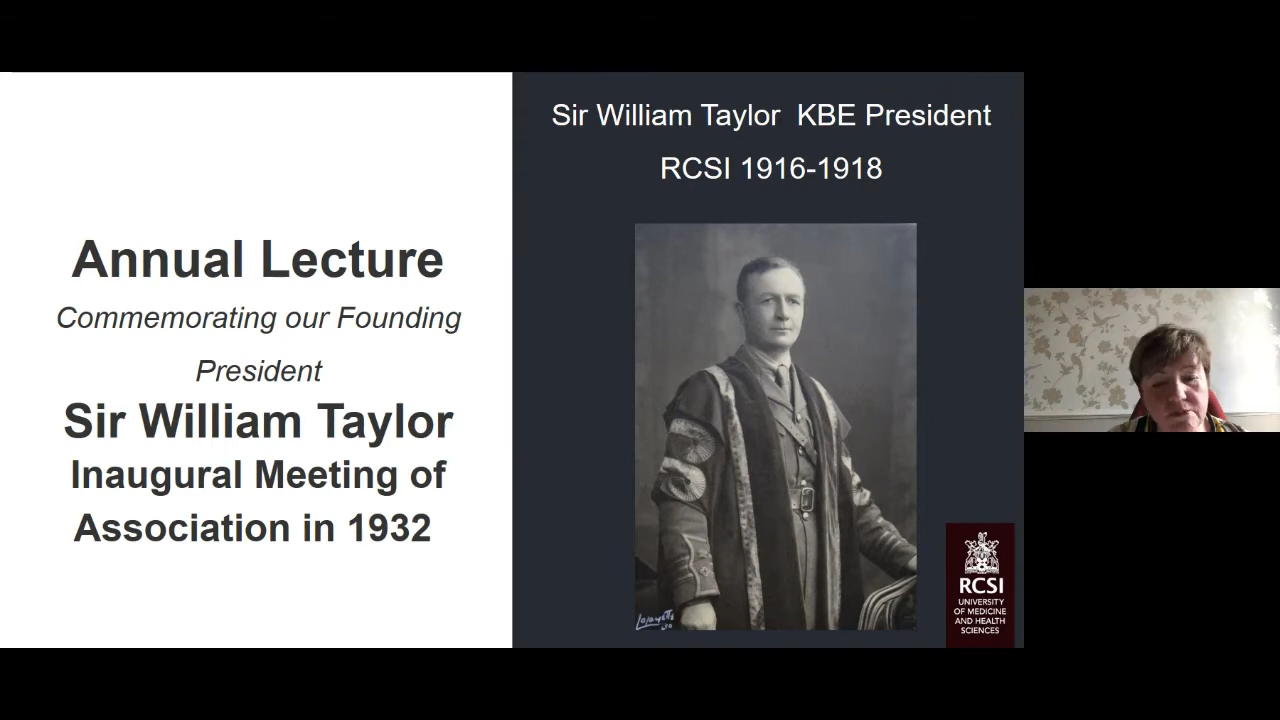 Annual Lecture
Commemorating our Founding
President
Sir William Taylor
Inaugural Meeting of
Association in 1932
Sir William Taylor  KBE President
RCSI 1916-1918
Lafayette
RCSI
UNIVERSITY
OF MEDICINE
AND HEALTH
SCIENCES